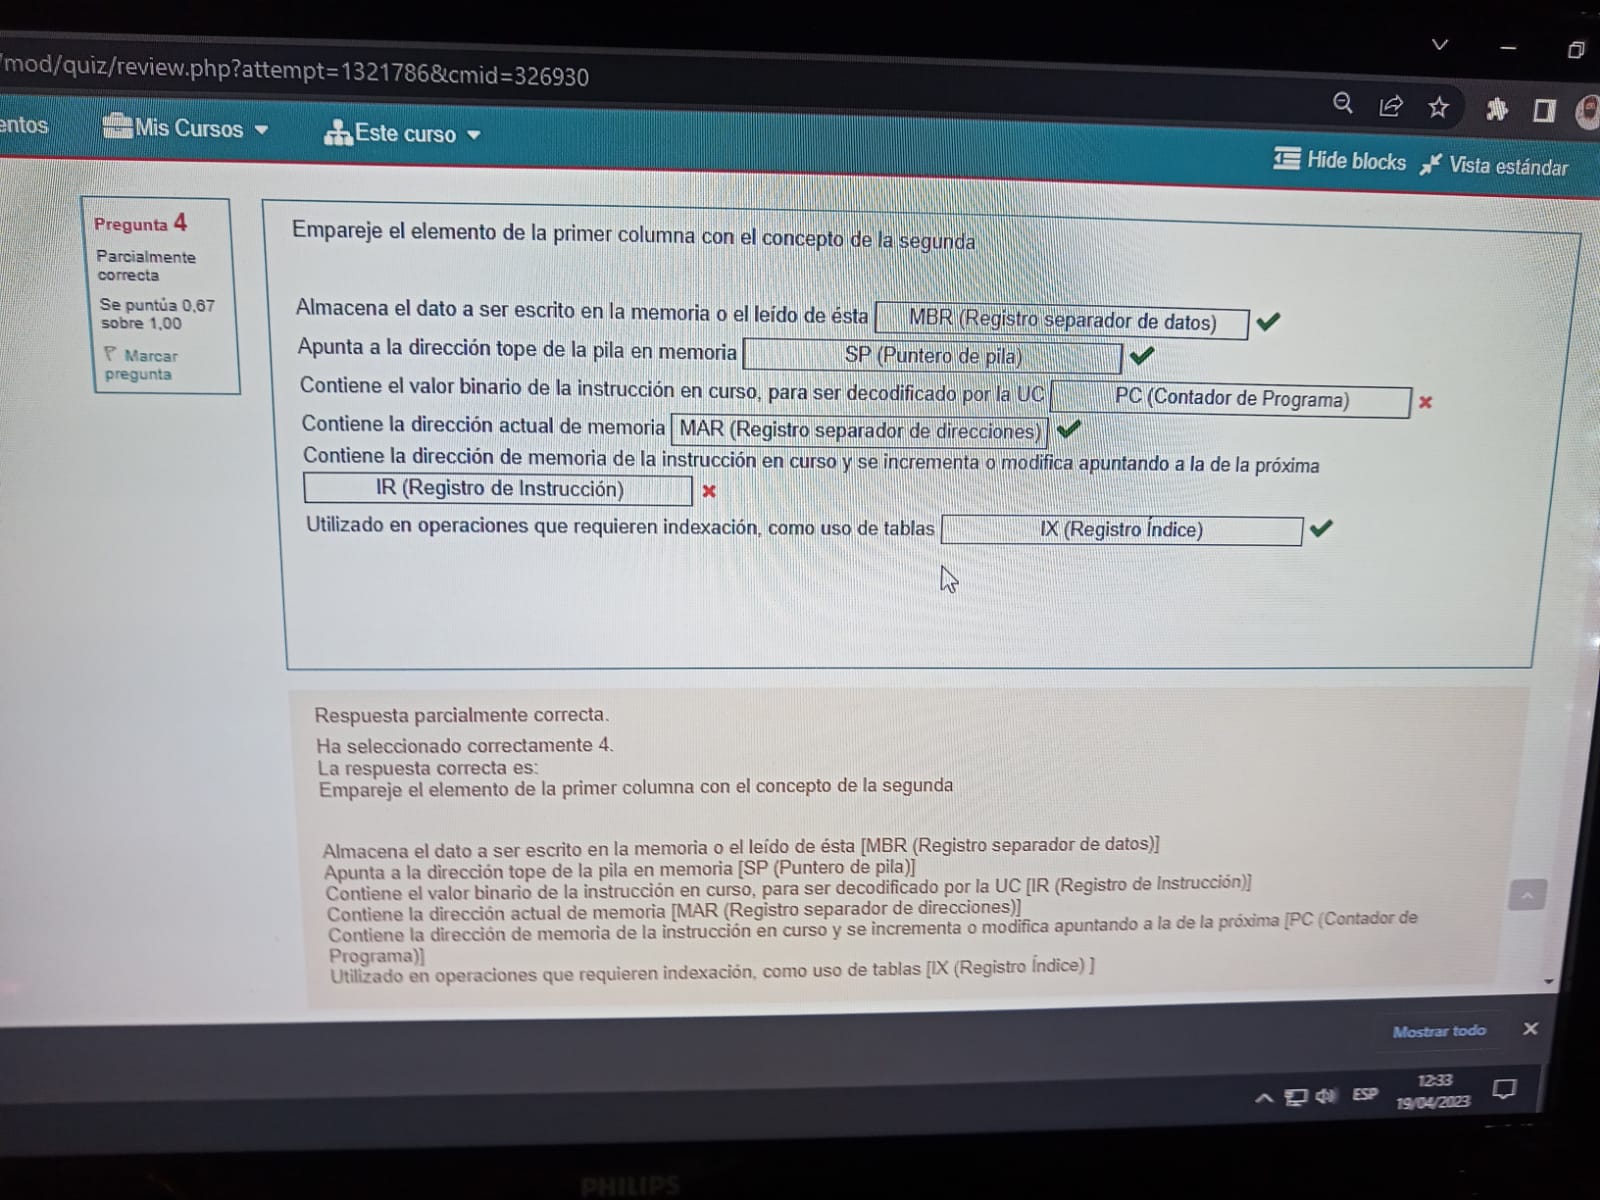 /mod/quiz/review.php?attempt=1321786&cmid=326930
entos Mis Cursos Este curso
Hide blocks Vista estándar
Pregunta 4
Parcialmente
correcta
Se puntúa 0,67
sobre 1,00
Marcar
pregunta
Empareje el elemento de la primer columna con el concepto de la segunda
Almacena el dato a ser escrito en la memoria o el leído de ésta MBR (Registro separador de datos)
Apunta a la dirección tope de la pila en memoria SP (Puntero de pila)
Contiene el valor binario de la instrucción en curso, para ser decodificado por la UC PC (Contador de Programa)
Contiene la dirección actual de memoria MAR (Registro separador de direcciones)
Contiene la dirección de memoria de la instrucción en curso y se incrementa o modifica apuntando a la de la próxima
IR (Registro de Instrucción)
Utilizado en operaciones que requieren indexación, como uso de tablas IX (Registro Índice)
Respuesta parcialmente correcta.
Ha seleccionado correctamente 4.
La respuesta correcta es:
Empareje el elemento de la primer columna con el concepto de la segunda
Almacena el dato a ser escrito en la memoria o el leído de ésta [MBR (Registro separador de datos)]
Apunta a la dirección tope de la pila en memoria [SP (Puntero de pila)]
Contiene el valor binario de la instrucción en curso, para ser decodificado por la UC [IR (Registro de Instrucción)]
Contiene la dirección actual de memoria [MAR (Registro separador de direcciones)]
Contiene la dirección de memoria de la instrucción en curso y se incrementa o modifica apuntando a la de la próxima [PC (Contador de
Programa)]
Utilizado en operaciones que requieren indexación, como uso de tablas [IX (Registro Índice) ]
Mostrar todo
ESP
12:33
19/04/2023
PHILIPS